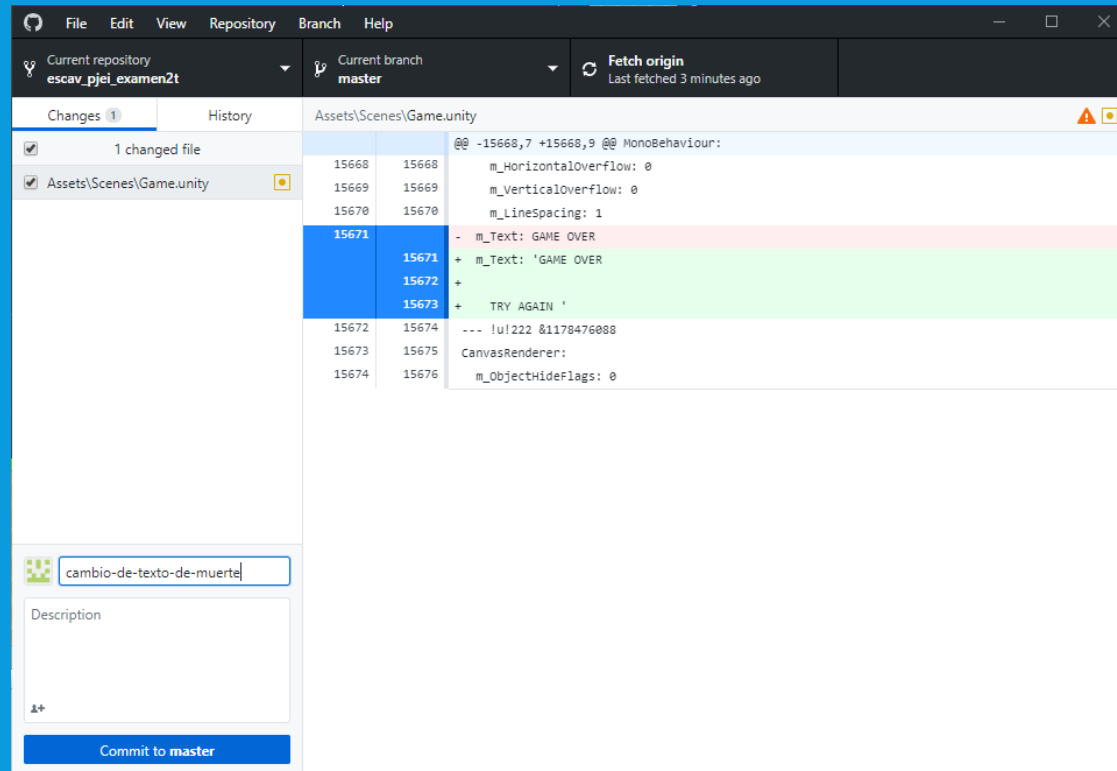 File Edit View Repository Branch Help
Current repository
escav_pjei_examen2t
Current branch
master
Fetch origin
Last fetched 3 minutes ago
Changes 1 History
Assets\Scenes\Game.unity
1 changed file
Assets\Scenes\Game.unity
@@ -15668,7 +15668,9 @@ MonoBehaviour:
15668 15668 m_HorizontalOverflow: 0
15669 15669 m_VerticalOverflow: 0
15670 15670 m_LineSpacing: 1
15671 - m_Text: GAME OVER
15671 + m_Text: 'GAME OVER
15672 +
15673 + TRY AGAIN '
15672 15674 --- !u!222 &1178476088
15673 15675 CanvasRenderer:
15674 15676 m_ObjectHideFlags: 0
cambio-de-texto-de-muerte
Description
Commit to master